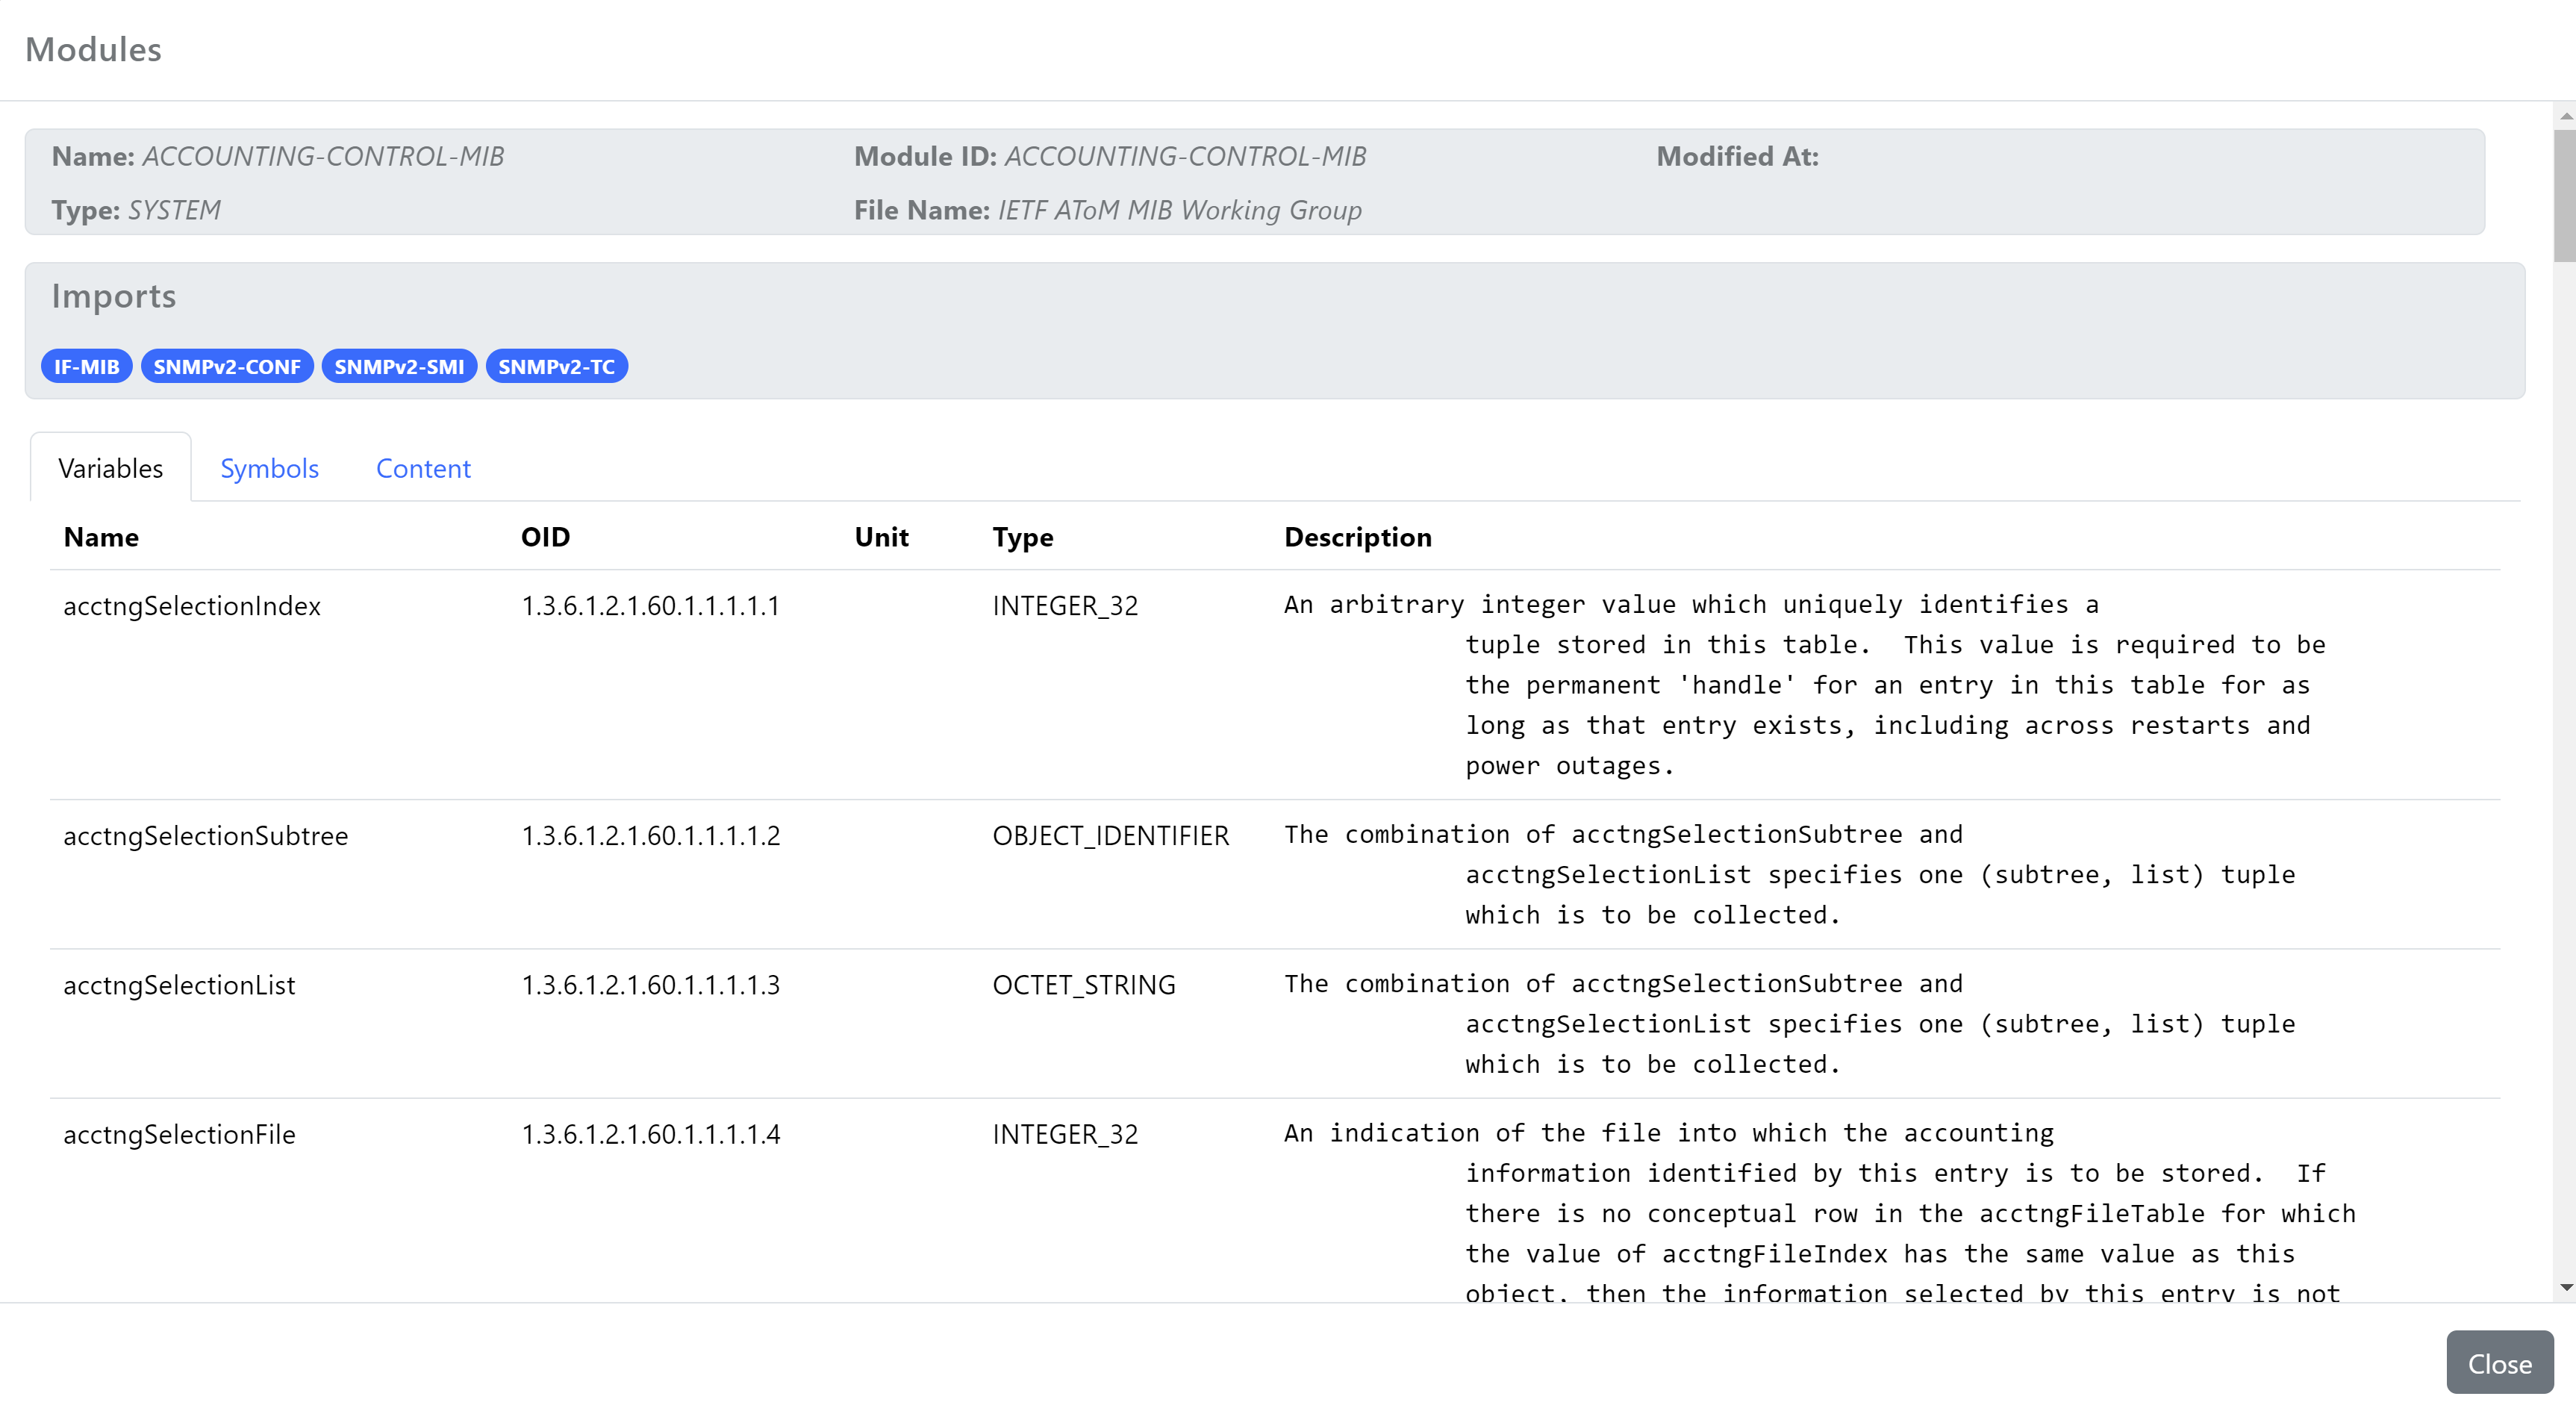 Modules
Name: ACCOUNTING-CONTROL-MIB Module ID: ACCOUNTING-CONTROL-MIB Modified At:
Type: SYSTEM File Name: IETF AToM MIB Working Group
Imports
IF-MIB SNMPv2-CONF SNMPv2-SMI SNMPv2-TC
Variables Symbols Content
Name OID Unit Type Description
acctngSelectionIndex 1.3.6.1.2.1.60.1.1.1.1.1 INTEGER_32 An arbitrary integer value which uniquely identifies a
tuple stored in this table. This value is required to be
the permanent 'handle' for an entry in this table for as
long as that entry exists, including across restarts and
power outages.
acctngSelectionSubtree 1.3.6.1.2.1.60.1.1.1.1.2 OBJECT_IDENTIFIER The combination of acctngSelectionSubtree and
acctngSelectionList specifies one (subtree, list) tuple
which is to be collected.
acctngSelectionList 1.3.6.1.2.1.60.1.1.1.1.3 OCTET_STRING The combination of acctngSelectionSubtree and
acctngSelectionList specifies one (subtree, list) tuple
which is to be collected.
acctngSelectionFile 1.3.6.1.2.1.60.1.1.1.1.4 INTEGER_32 An indication of the file into which the accounting
information identified by this entry is to be stored. If
there is no conceptual row in the acctngFileTable for which
the value of acctngFileIndex has the same value as this
object, then the information selected by this entry is not
Close